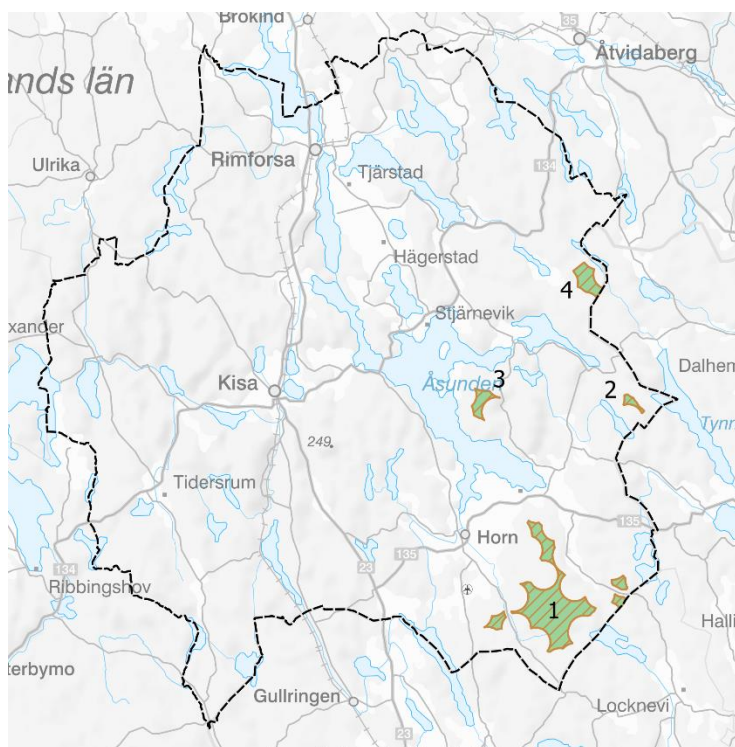 Brokind
35
Åtvidaberg
ands län
134
Ulrika
Rimforsa
Tjärstad
Hägerstad
4
Stjärnevik
xander
Dalhem
Kisa
Åsunden
3
2
Tynn
249
Tidersrum
135
Horn
135
134
23
Ribbingshov
1
Halli
terbymo
Gullringen
Locknevi
23